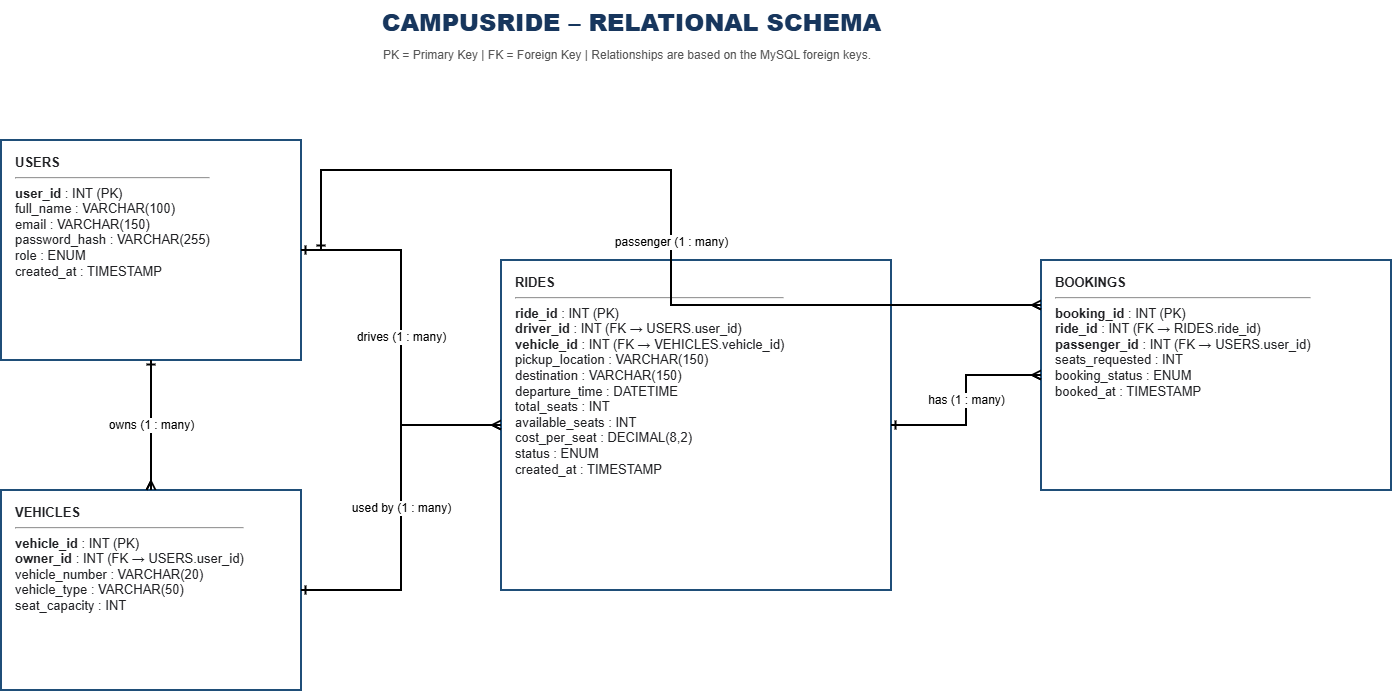 CAMPUSRIDE – RELATIONAL SCHEMA
PK = Primary Key | FK = Foreign Key | Relationships are based on the MySQL foreign keys.
USERS
user_id : INT (PK)
full_name : VARCHAR(100)
email : VARCHAR(150)
password_hash : VARCHAR(255)
role : ENUM
created_at : TIMESTAMP
passenger (1 : many)
drives (1 : many)
owns (1 : many)
used by (1 : many)
VEHICLES
vehicle_id : INT (PK)
owner_id : INT (FK → USERS.user_id)
vehicle_number : VARCHAR(20)
vehicle_type : VARCHAR(50)
seat_capacity : INT
RIDES
ride_id : INT (PK)
driver_id : INT (FK → USERS.user_id)
vehicle_id : INT (FK → VEHICLES.vehicle_id)
pickup_location : VARCHAR(150)
destination : VARCHAR(150)
departure_time : DATETIME
total_seats : INT
available_seats : INT
cost_per_seat : DECIMAL(8,2)
status : ENUM
created_at : TIMESTAMP
has (1 : many)
BOOKINGS
booking_id : INT (PK)
ride_id : INT (FK → RIDES.ride_id)
passenger_id : INT (FK → USERS.user_id)
seats_requested : INT
booking_status : ENUM
booked_at : TIMESTAMP